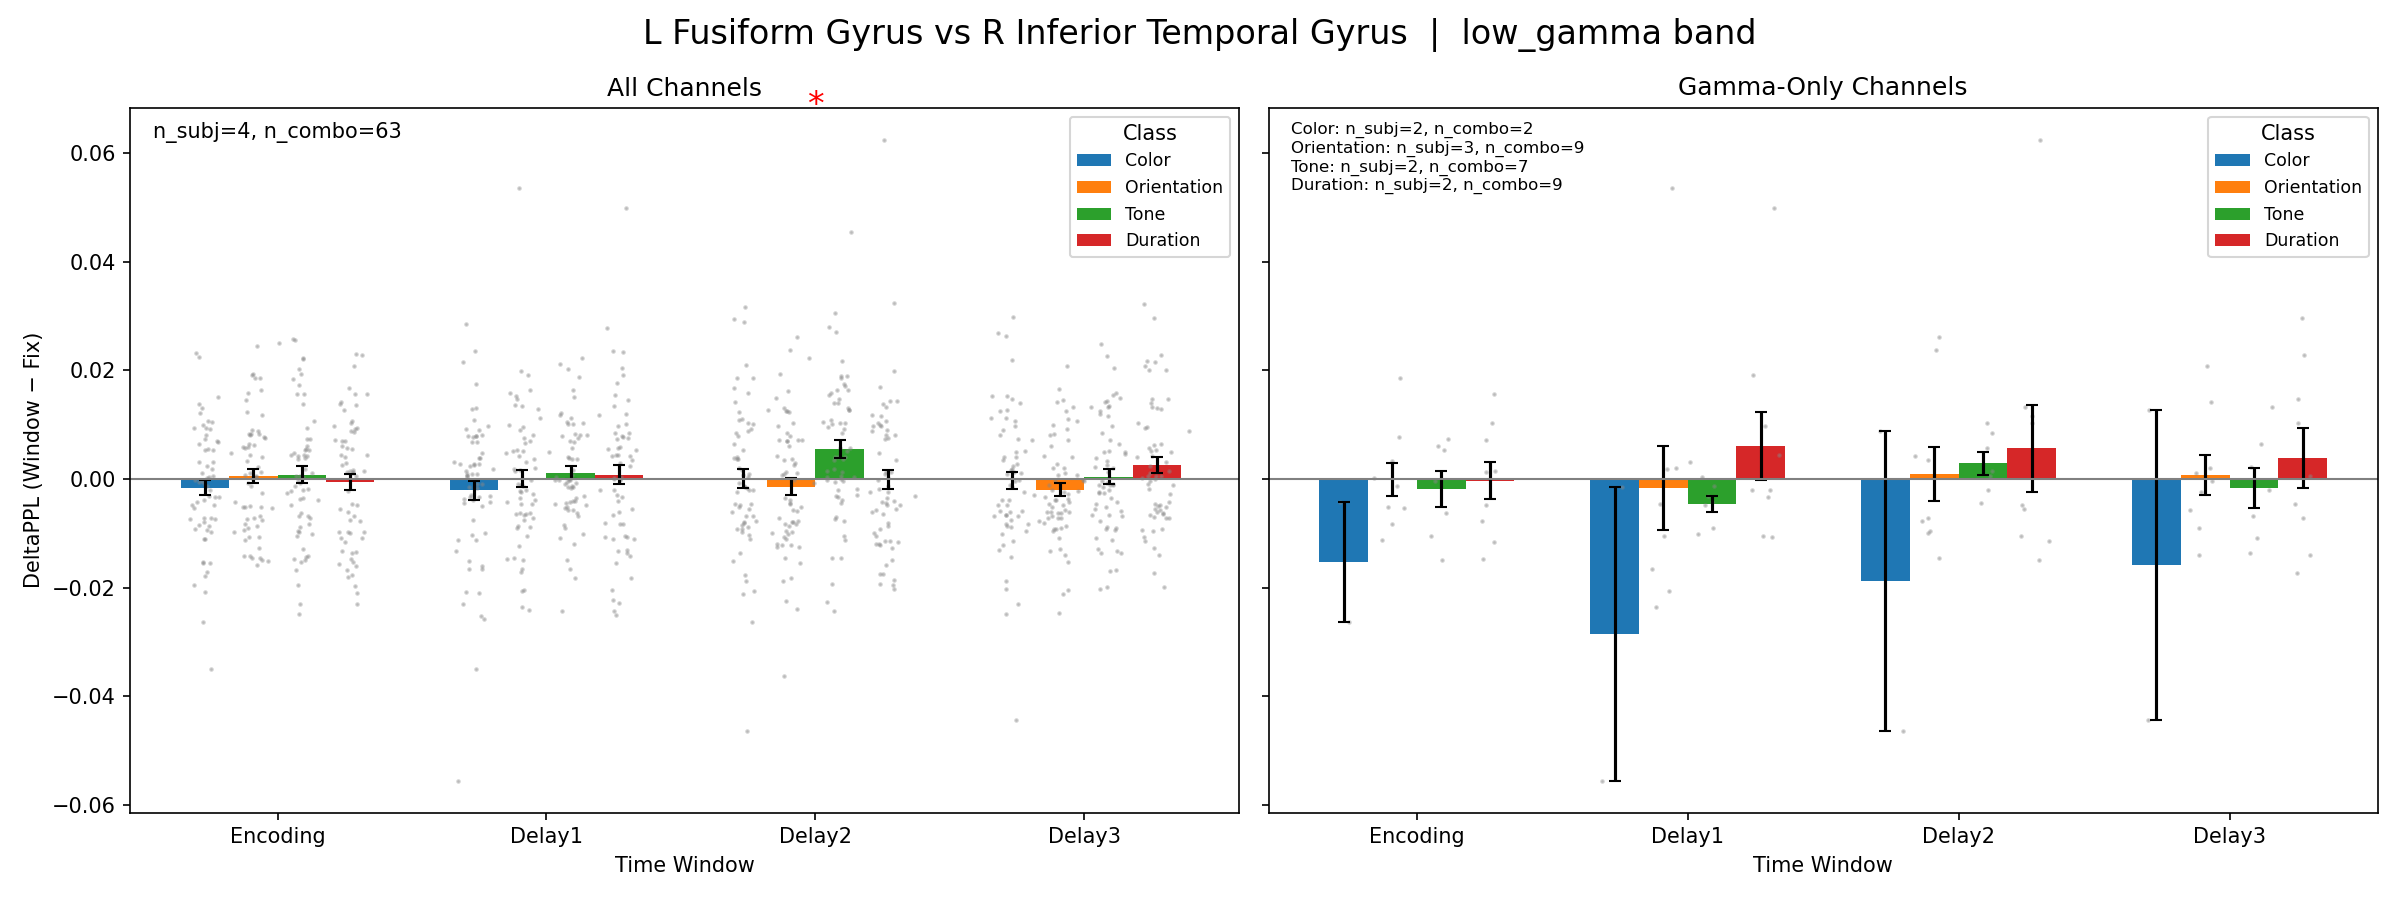 L Fusiform Gyrus vs R Inferior Temporal Gyrus | low_gamma band
All Channels
*
n_subj=4, n_combo=63
Class
Color
Orientation
Tone
Duration
0.06
0.04
0.02
0.00
−0.02
−0.04
−0.06
DeltaPPL (Window − Fix)
Encoding
Delay1
Delay2
Delay3
Time Window
Gamma-Only Channels
Color: n_subj=2, n_combo=2
Orientation: n_subj=3, n_combo=9
Tone: n_subj=2, n_combo=7
Duration: n_subj=2, n_combo=9
Class
Color
Orientation
Tone
Duration
Encoding
Delay1
Delay2
Delay3
Time Window